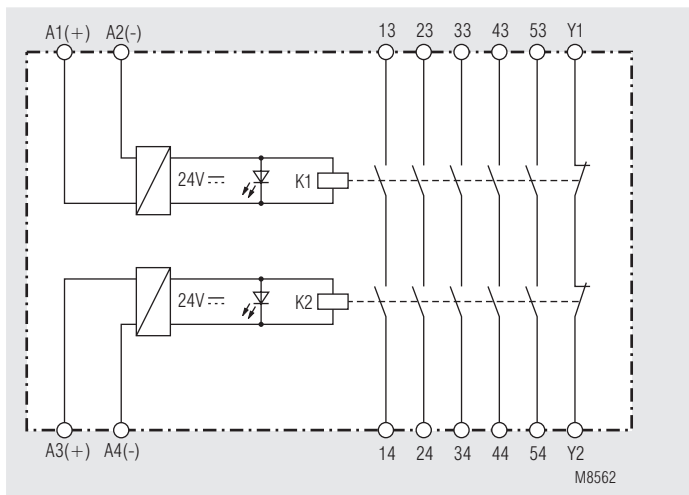 A1(+) A2(-) 13 23 33 43 53 Y1
24V K1
24V K2
A3(+) A4(-) 14 24 34 44 54 Y2
M8562